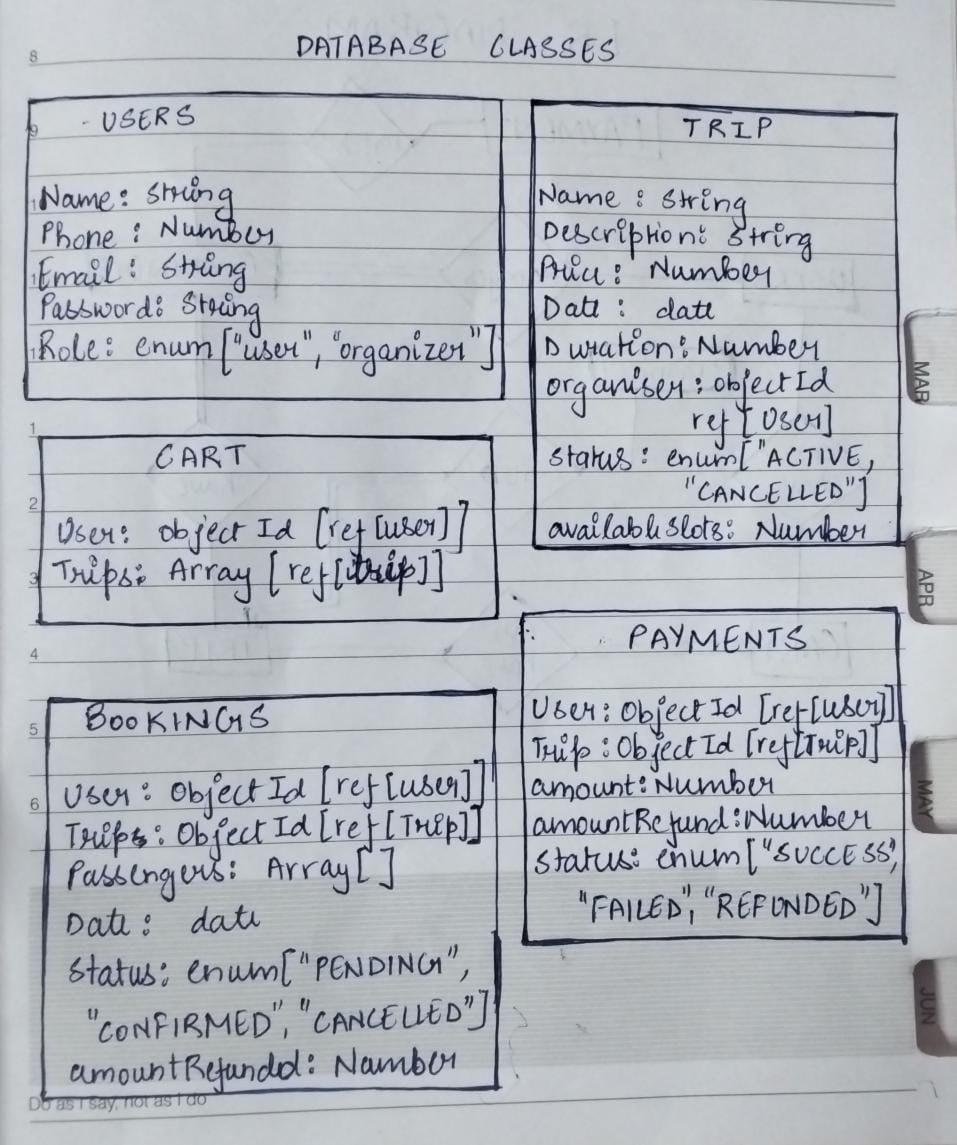 8
DATABASE CLASSES
9
USERS
Name: String
Phone: Number
Email: String
Password: String
Role: enum ["user", "organizer"]
TRIP
Name: String
Description: String
Price: Number
Date: date
Duration: Number
organiser: object Id
ref [User]
status: enum["ACTIVE,
"CANCELLED"]
available Slots: Number
1
CART
2
User: object Id [ref[user]]
3
Trips: Array [ref[trip]]
4
PAYMENTS
User: Object Id [ref[user]]
Trip: Object Id [ref[Trip]]
amount: Number
amountRefund: Number
Status: enum ["SUCCESS",
"FAILED", "REFUNDED"]
BOOKINGS
5
User: Object Id [ref[user]]
6
Trips: Object Id [ref[Trip]]
Passengers: Array[]
Date: date
Status: enum["PENDING",
"CONFIRMED", "CANCELLED"]
amountRefunded: Number
Do as I say, not as I do
MAR
APR
MAY
JUN